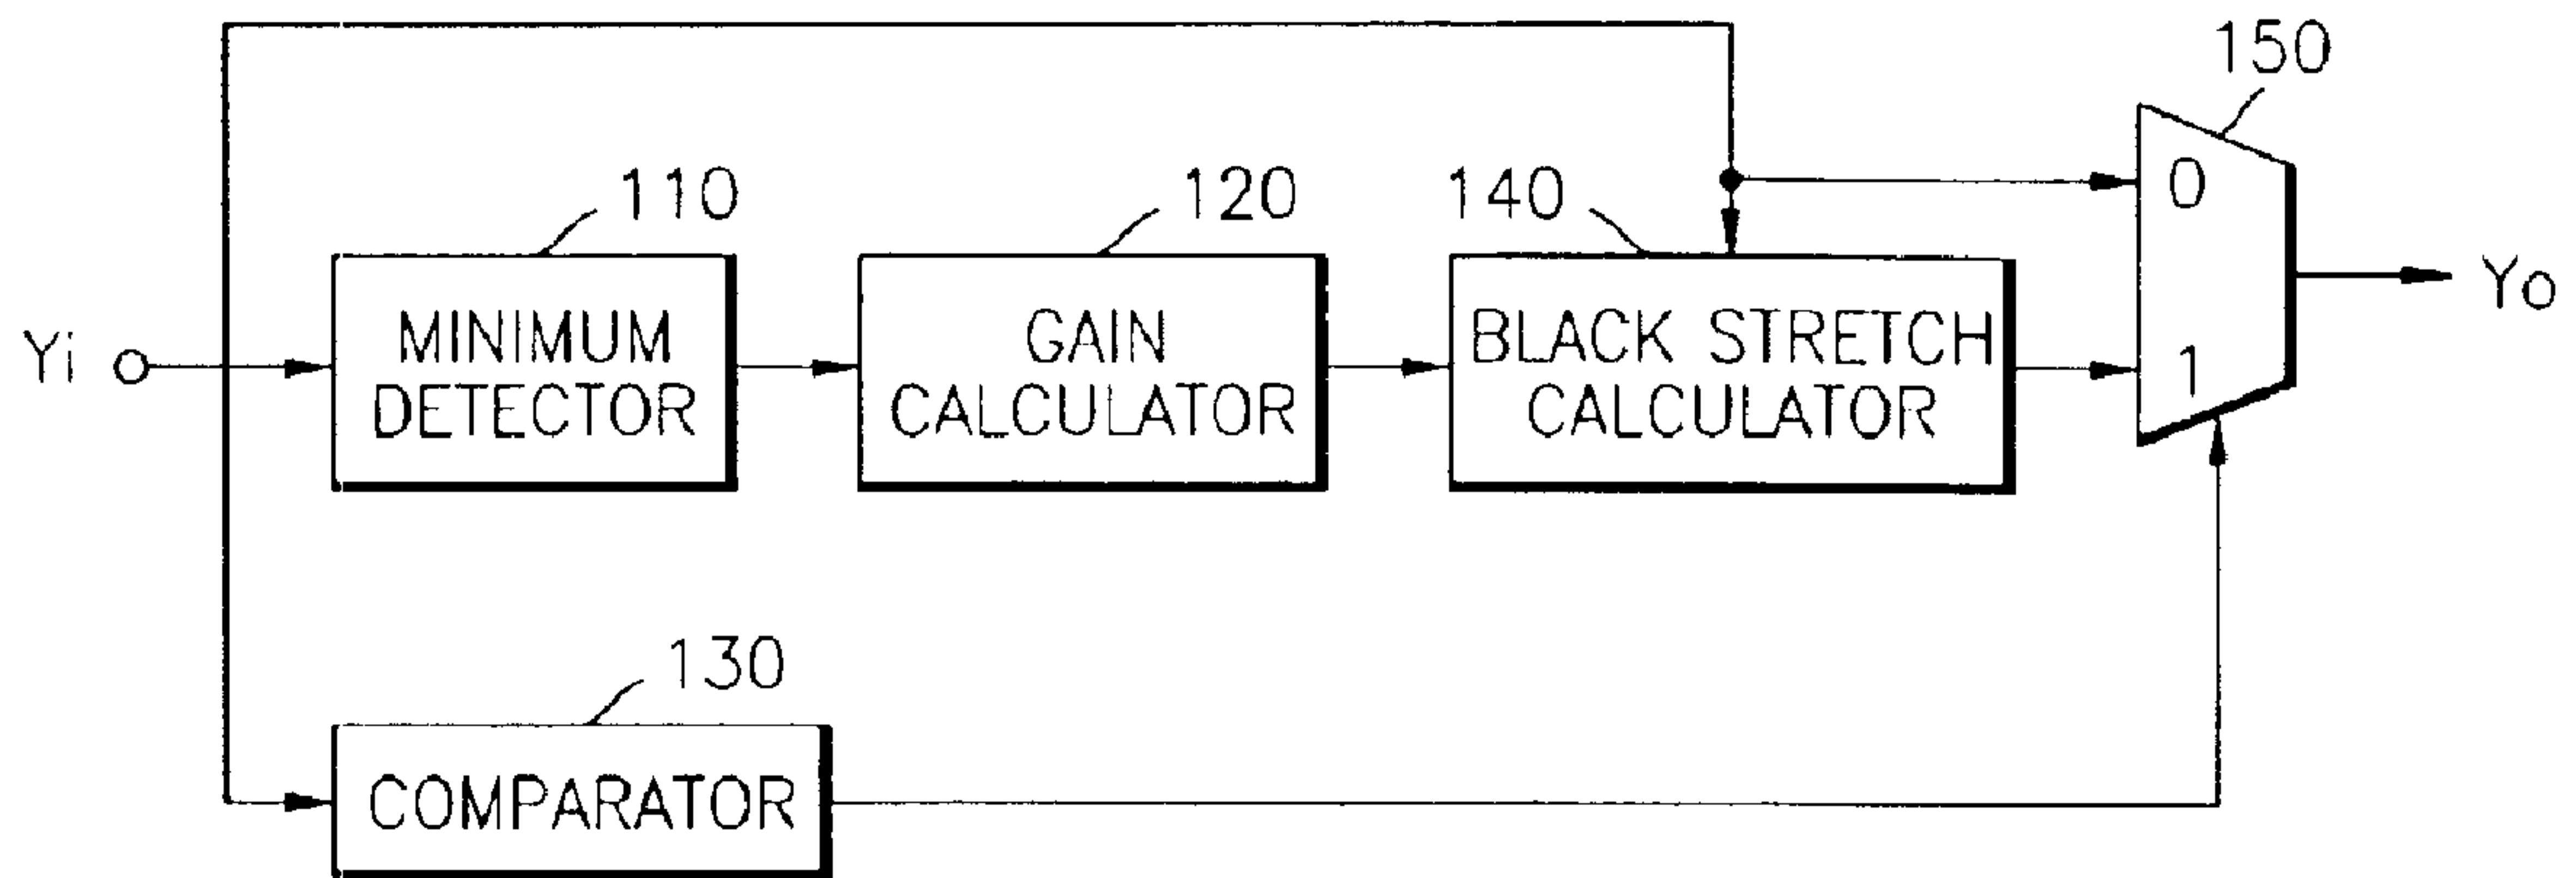 150
110
120
140
0
MINIMUM
DETECTOR
GAIN
CALCULATOR
BLACK STRETCH
CALCULATOR
Yi
1
Yo
130
COMPARATOR